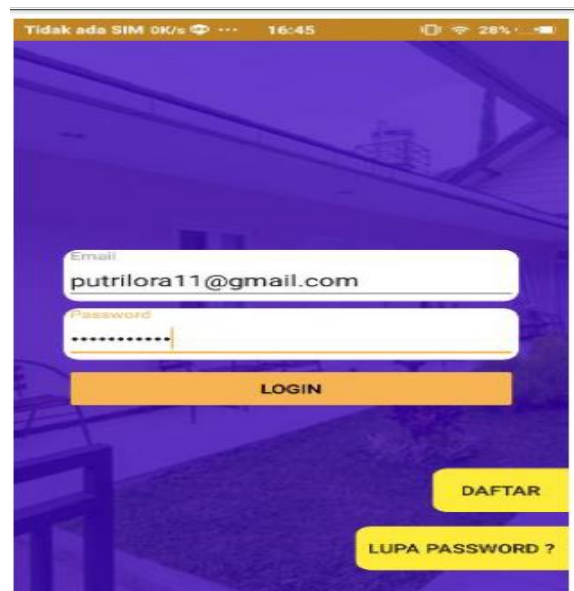 Tidak ada SIM 0K/s ... 16:45 28%
Email
putrilora11@gmail.com
Password
•••••••••••
LOGIN
DAFTAR
LUPA PASSWORD ?